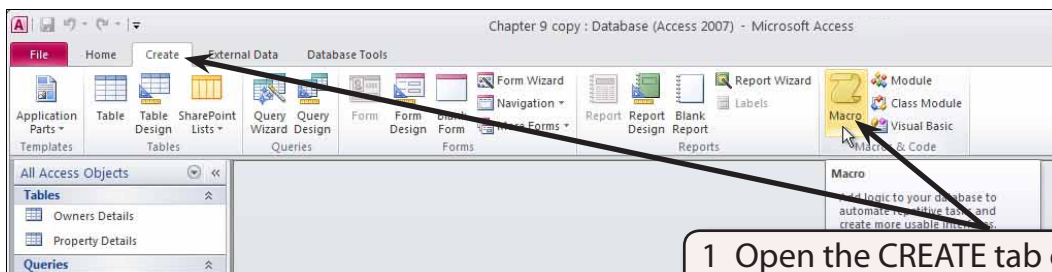 Chapter 9 copy : Database (Access 2007) - Microsoft Access
File Home Create External Data Database Tools
Application Parts
Table
Table Design
SharePoint Lists
Query Wizard
Query Design
Form
Form Design
Blank Form
Form Wizard
Navigation
More Forms
Report
Report Design
Blank Report
Report Wizard
Labels
Macro
Module
Class Module
Visual Basic
Templates Tables Queries Forms Reports Macros & Code
All Access Objects
Tables
Owners Details
Property Details
Queries
Macro
Add logic to your database to
automate repetitive tasks and
create more usable interfaces.
1 Open the CREATE tab